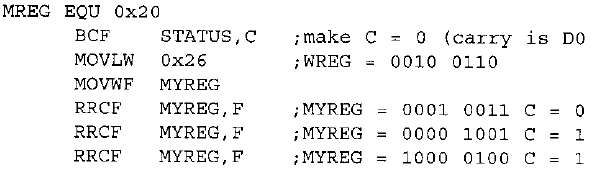 MREG EQU 0x20
BCF STATUS,C ;make C = 0 (carry is D0
MOVLW 0x26 ;WREG = 0010 0110
MOVWF MYREG
RRCF MYREG,F ;MYREG = 0001 0011 C = 0
RRCF MYREG,F ;MYREG = 0000 1001 C = 1
RRCF MYREG,F ;MYREG = 1000 0100 C = 1